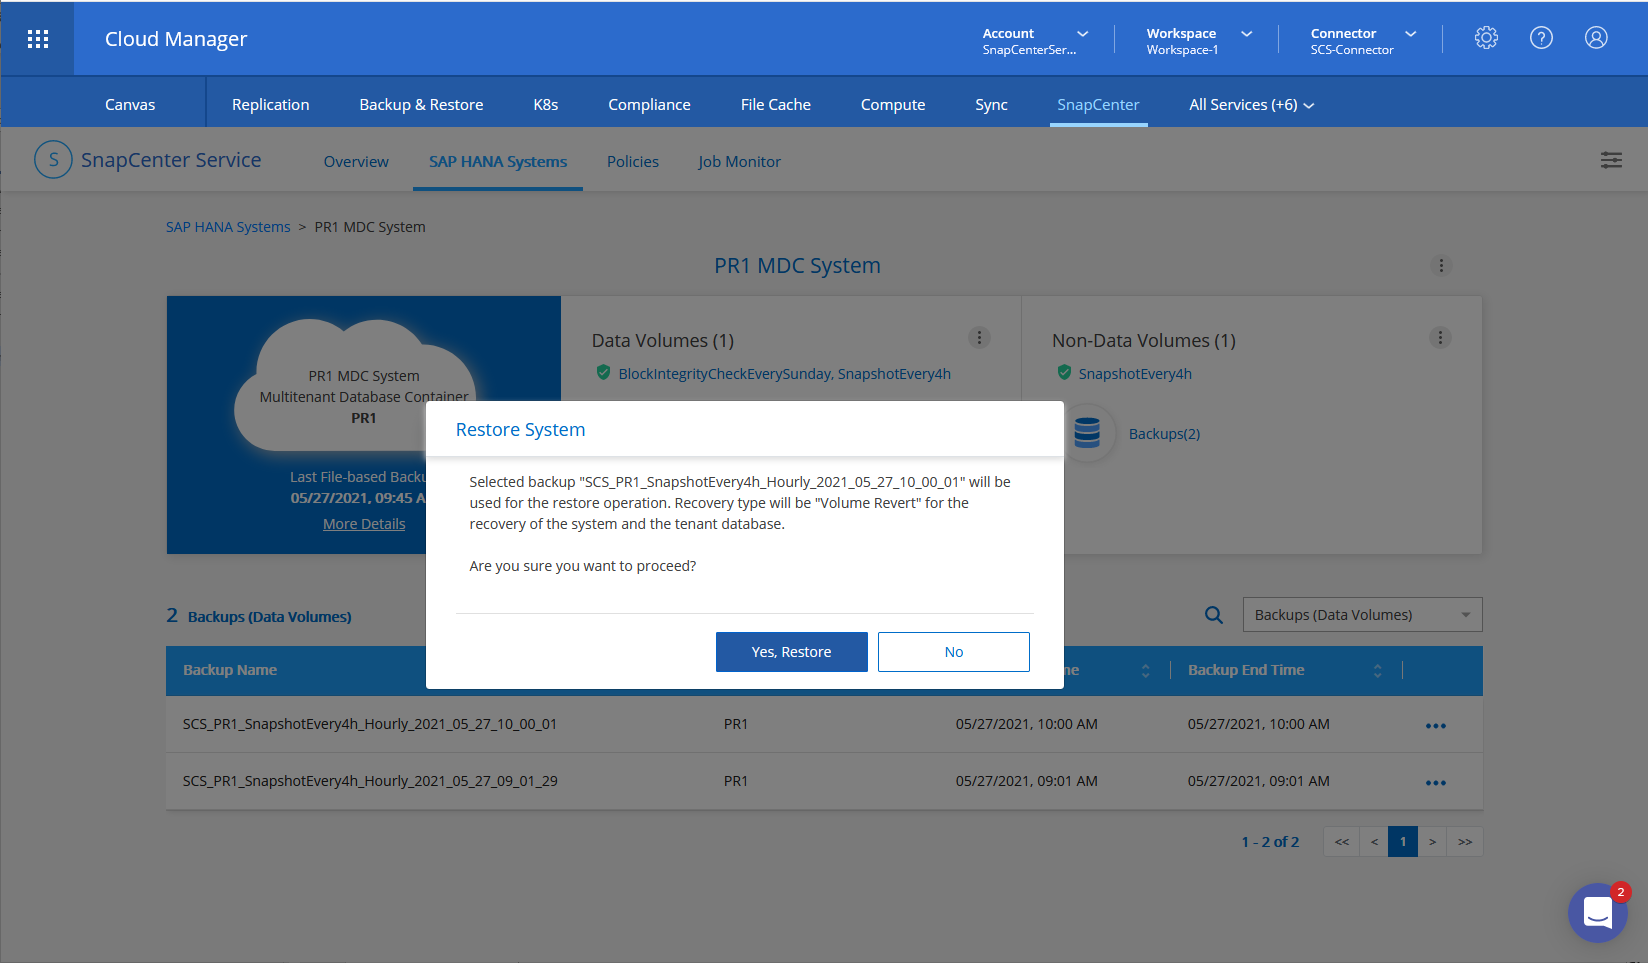 Cloud Manager
Account
SnapCenterSer...
Workspace
Workspace-1
Connector
SCS-Connector
?
Canvas
Replication
Backup & Restore
K8s
Compliance
File Cache
Compute
Sync
SnapCenter
All Services (+6)
S
SnapCenter Service
Overview
SAP HANA Systems
Policies
Job Monitor
SAP HANA Systems > PR1 MDC System
PR1 MDC System
PR1 MDC System
Multitenant Database Container
PR1
Last File-based Backu
05/27/2021, 09:45 A
More Details
Data Volumes (1)
BlockIntegrityCheckEverySunday, SnapshotEvery4h
Non-Data Volumes (1)
SnapshotEvery4h
Backups(2)
Restore System
Selected backup "SCS_PR1_SnapshotEvery4h_Hourly_2021_05_27_10_00_01" will be
used for the restore operation. Recovery type will be "Volume Revert" for the
recovery of the system and the tenant database.
Are you sure you want to proceed?
Yes, Restore
No
2 Backups (Data Volumes)
Backups (Data Volumes)
Backup Name
me
Backup End Time
SCS_PR1_SnapshotEvery4h_Hourly_2021_05_27_10_00_01 PR1 05/27/2021, 10:00 AM 05/27/2021, 10:00 AM
SCS_PR1_SnapshotEvery4h_Hourly_2021_05_27_09_01_29 PR1 05/27/2021, 09:01 AM 05/27/2021, 09:01 AM
1 - 2 of 2 << < 1 > >>
2